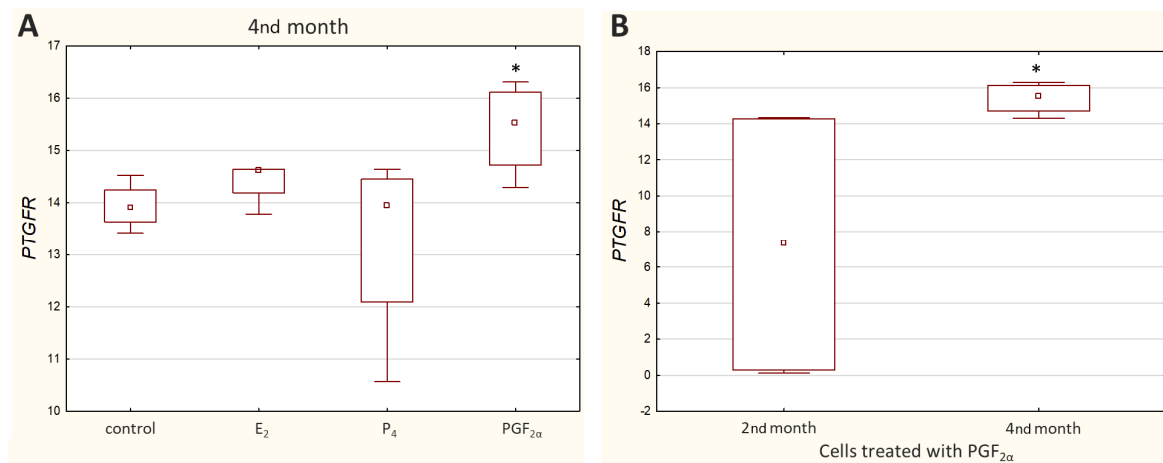 A
4nd month
PTGFR
17
16
15
14
13
12
11
10
*
control
E2
P4
PGF2α
B
PTGFR
18
16
14
12
10
8
6
4
2
0
-2
*
2nd month
4nd month
Cells treated with PGF2α